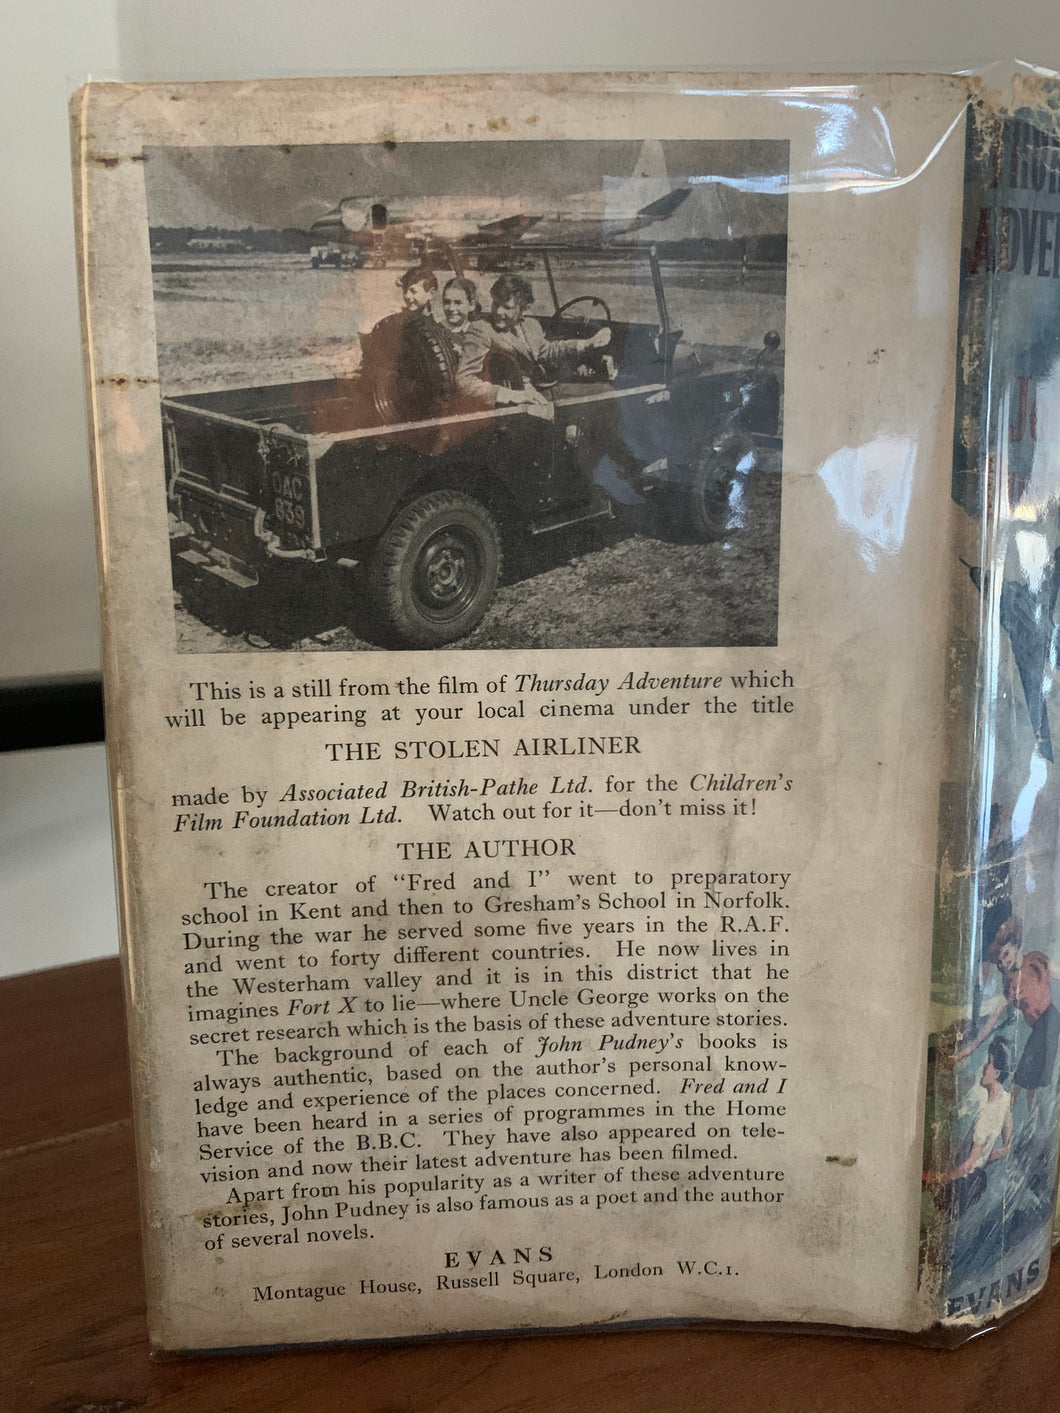 OAC
839
This is a still from the film of Thursday Adventure which
will be appearing at your local cinema under the title
THE STOLEN AIRLINER
made by Associated British-Pathe Ltd. for the Children's
Film Foundation Ltd. Watch out for it—don't miss it!
THE AUTHOR
The creator of “Fred and I” went to preparatory
school in Kent and then to Gresham's School in Norfolk.
During the war he served some five years in the R.A.F.
and went to forty different countries. He now lives in
the Westerham valley and it is in this district that he
imagines Fort X to lie—where Uncle George works on the
secret research which is the basis of these adventure stories.
The background of each of John Pudney's books is
always authentic, based on the author's personal know-
ledge and experience of the places concerned. Fred and I
have been heard in a series of programmes in the Home
Service of the B.B.C. They have also appeared on tele-
vision and now their latest adventure has been filmed.
Apart from his popularity as a writer of these adventure
stories, John Pudney is also famous as a poet and the author
of several novels.
EVANS
Montague House, Russell Square, London W.C.1.
EVANS